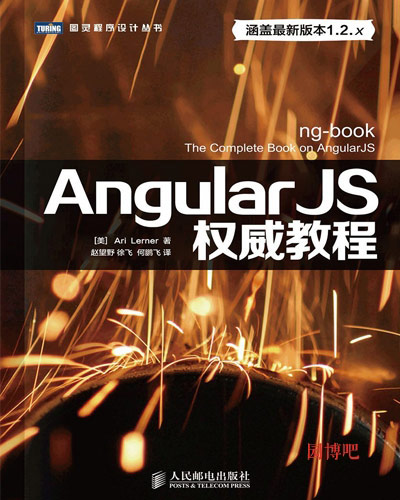 TURING
图灵程序设计丛书
涵盖最新版本1.2.x
ng-book
The Complete Book on AngularJS
AngularJS
权威教程
[美] Ari Lerner 著
赵望野 徐飞 何鹏飞 译
园博吧
人民邮电出版社
POSTS & TELECOM PRESS